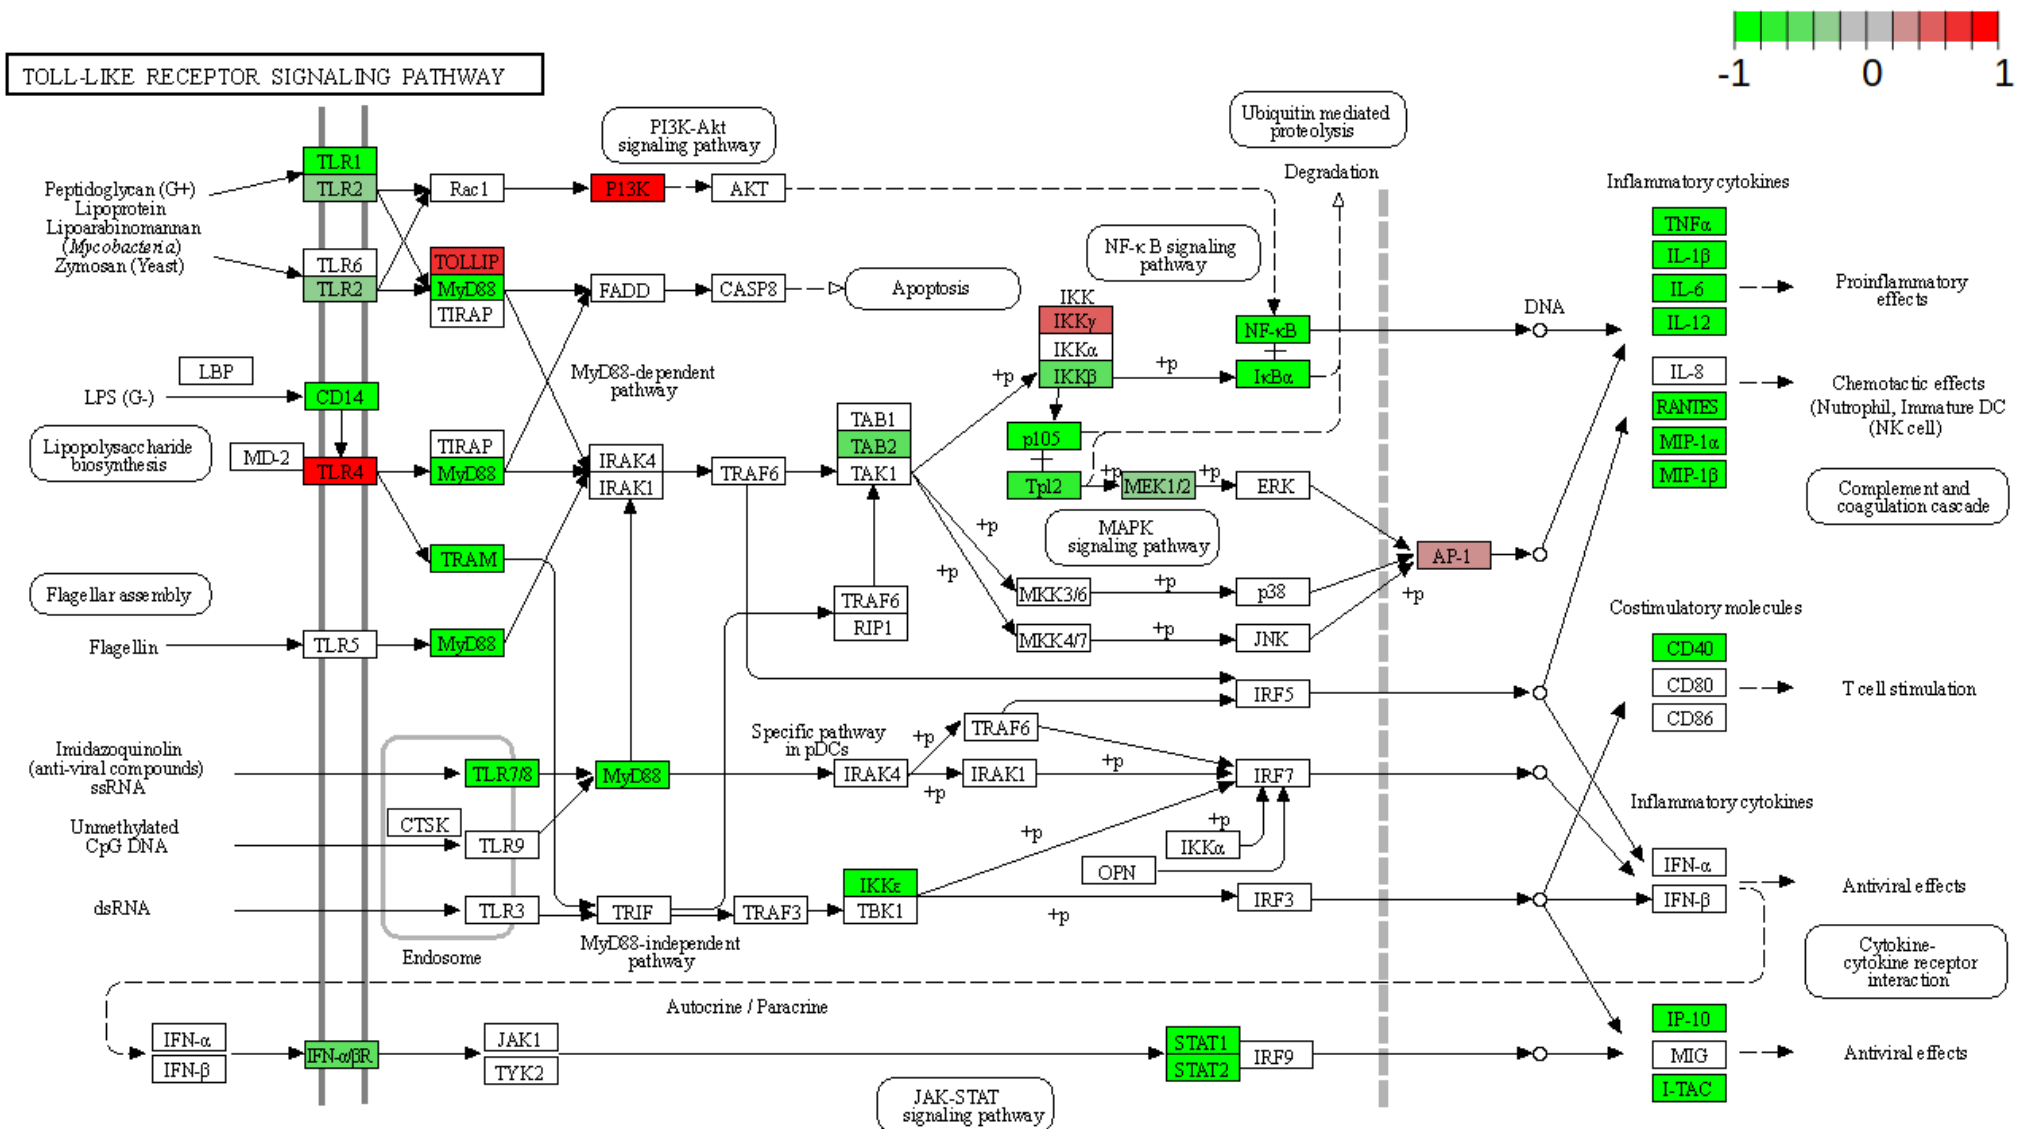 -1 0 1
TOLL-LIKE RECEPTOR SIGNALING PATHWAY
PI3K-Akt
signaling pathway
Ubiquitin mediated
proteolysis
Degradation
Inflammatory cytokines
TLR1
TLR2
Peptidoglycan (G+)
Lipoprotein
Lipoarabinomannan
(Mycobacteria)
Zymosan (Yeast)
Rac1
P13K
AKT
TLR6
TLR2
TOLLIP
MyD88
TIRAP
FADD
CASP8
Apoptosis
NF-κB signaling
pathway
IKK
IKKγ
IKKα
IKKβ
+p
+p
NF-κB
IκBα
DNA
TNFα
IL-1β
IL-6
IL-12
Proinflammatory
effects
IL-8
RANTES
MIP-1α
MIP-1β
Chemotactic effects
(Nutrophil, Immature DC
(NK cell)
LBP
LPS (G-)
CD14
MyD88-dependent
pathway
Lipopolysaccharide
biosynthesis
MD-2
TLR4
TIRAP
MyD88
IRAK4
IRAK1
TRAF6
TAB1
TAB2
TAK1
p105
Tpl2
+p
MEK1/2
+p
ERK
MAPK
signaling pathway
Complement and
coagulation cascade
TRAM
+p
+p
AP-1
+p
Flagellar assembly
Flagellin
TLR5
MyD88
TRAF6
RIP1
MKK3/6
+p
p38
MKK4/7
+p
JNK
Costimulatory molecules
CD40
CD80
CD86
T cell stimulation
IRF5
TRAF6
Specific pathway
in pDCs
Imidazoquinolin
(anti-viral compounds)
ssRNA
TLR7/8
MyD88
IRAK4
+p
+p
IRAK1
+p
IRF7
Inflammatory cytokines
Unmethylated
CpG DNA
CTSK
TLR9
+p
+p
IKKα
OPN
IFN-α
IFN-β
Antiviral effects
dsRNA
TLR3
TRIF
TRAF3
IKKε
TBK1
+p
IRF3
MyD88-independent
pathway
Endosome
Cytokine-
cytokine receptor
interaction
Autocrine / Paracrine
IFN-α
IFN-β
IFN-α/βR
JAK1
TYK2
STAT1
STAT2
IRF9
IP-10
MIG
I-TAC
Antiviral effects
JAK-STAT
signaling pathway